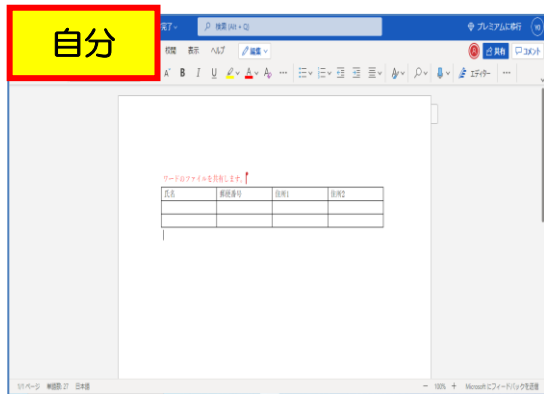 自分
完了
検索 (Alt + Q)
プレミアムに移行
校閲 表示 ヘルプ 編集
共有 コメント
A B I U A A ... エディター ...
ワードのファイルを共有します。
氏名 郵便番号 住所1 住所2
1/1 ページ 単語数: 27 日本語
100% Microsoft にフィードバックを送信